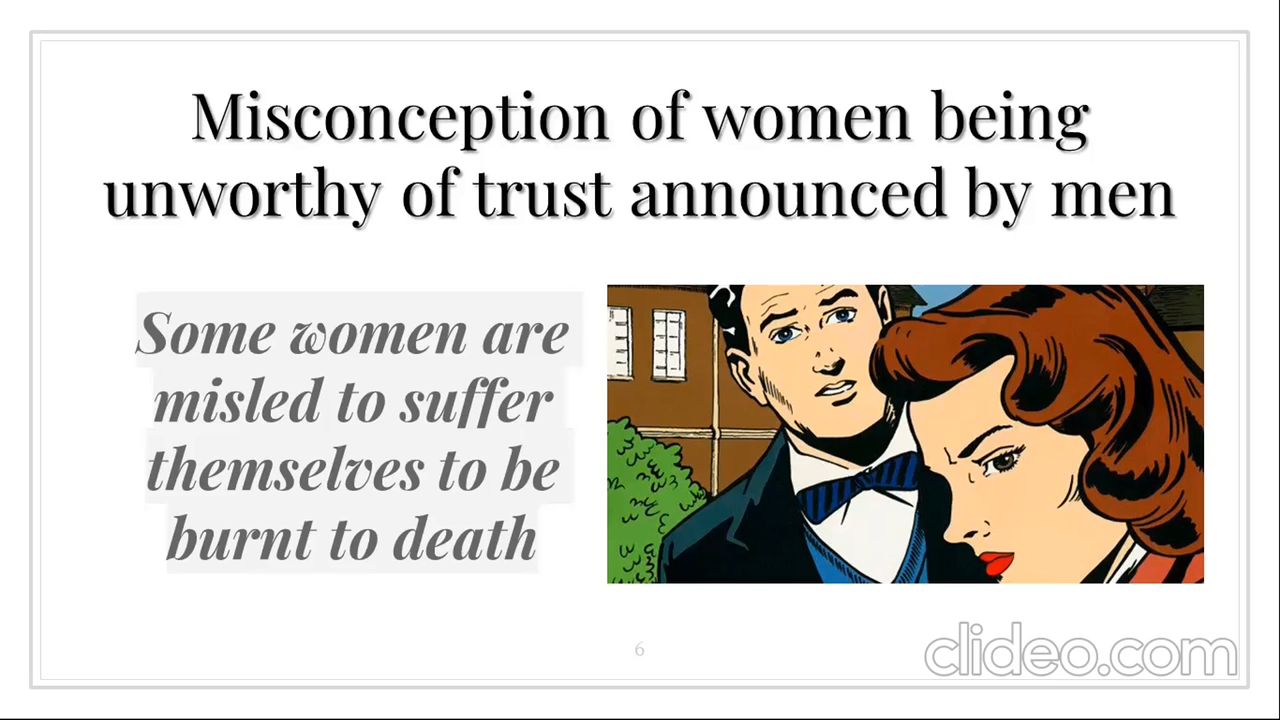 Misconception of women being
unworthy of trust announced by men
Some women are
misled to suffer
themselves to be
burnt to death
6
clideo.com